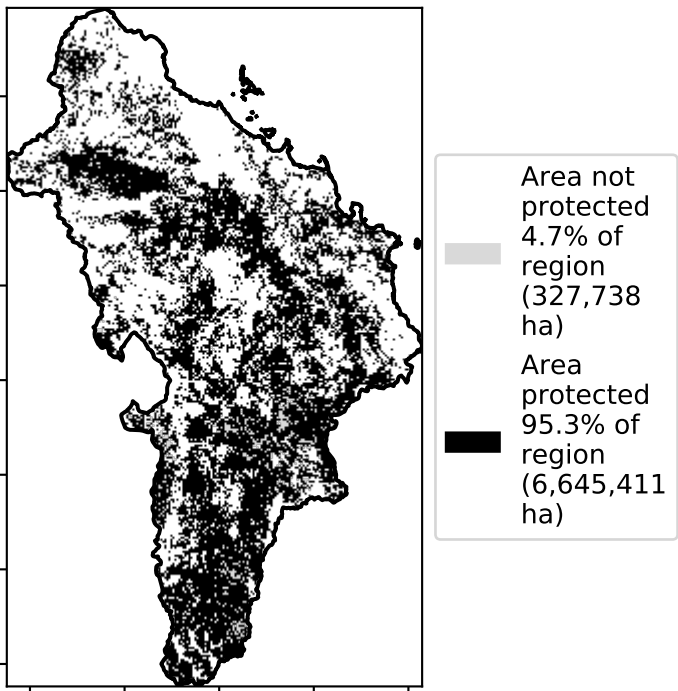 Area not
protected
4.7% of
region
(327,738
ha)
Area
protected
95.3% of
region
(6,645,411
ha)